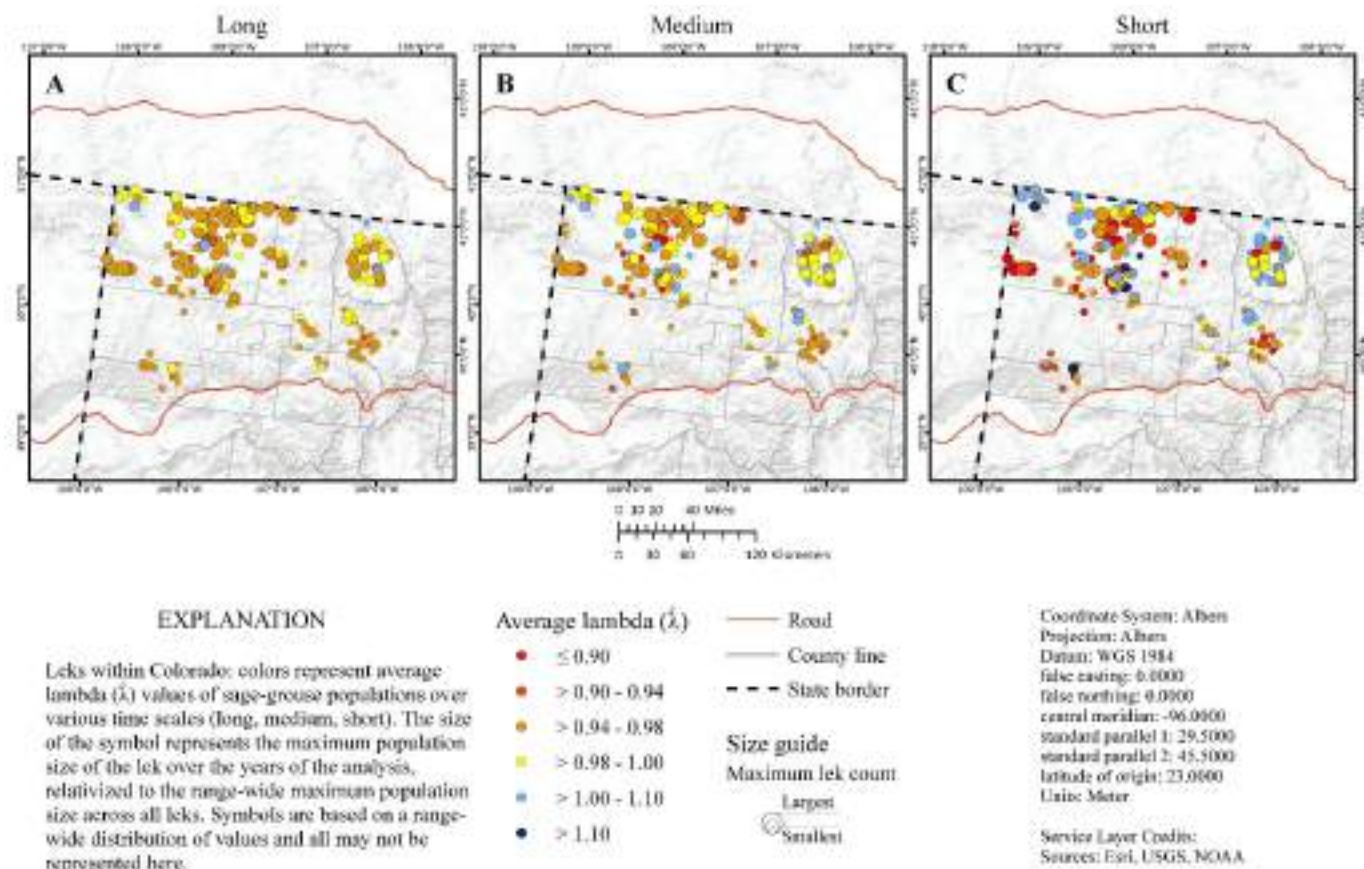 Long
Medium
Short
A
B
C
0 10 20 40 Miles
0 30 60 120 Kilometers
EXPLANATION
Leks within Colorado: colors represent average
lambda (λ̂) values of sage-grouse populations over
various time scales (long, medium, short). The size
of the symbol represents the maximum population
size of the lek over the years of the analysis,
relativized to the range-wide maximum population
size across all leks. Symbols are based on a range-
wide distribution of values and all may not be
represented here.
Average lambda (λ̂)
≤ 0.90
> 0.90 - 0.94
> 0.94 - 0.98
> 0.98 - 1.00
> 1.00 - 1.10
> 1.10
Road
County line
State border
Size guide
Maximum lek count
Largest
Smallest
Coordinate System: Albers
Projection: Albers
Datum: WGS 1984
false easting: 0.0000
false northing: 0.0000
central meridian: -96.0000
standard parallel 1: 29.5000
standard parallel 2: 45.5000
latitude of origin: 23.0000
Units: Meter
Service Layer Credits:
Sources: Esri, USGS, NOAA